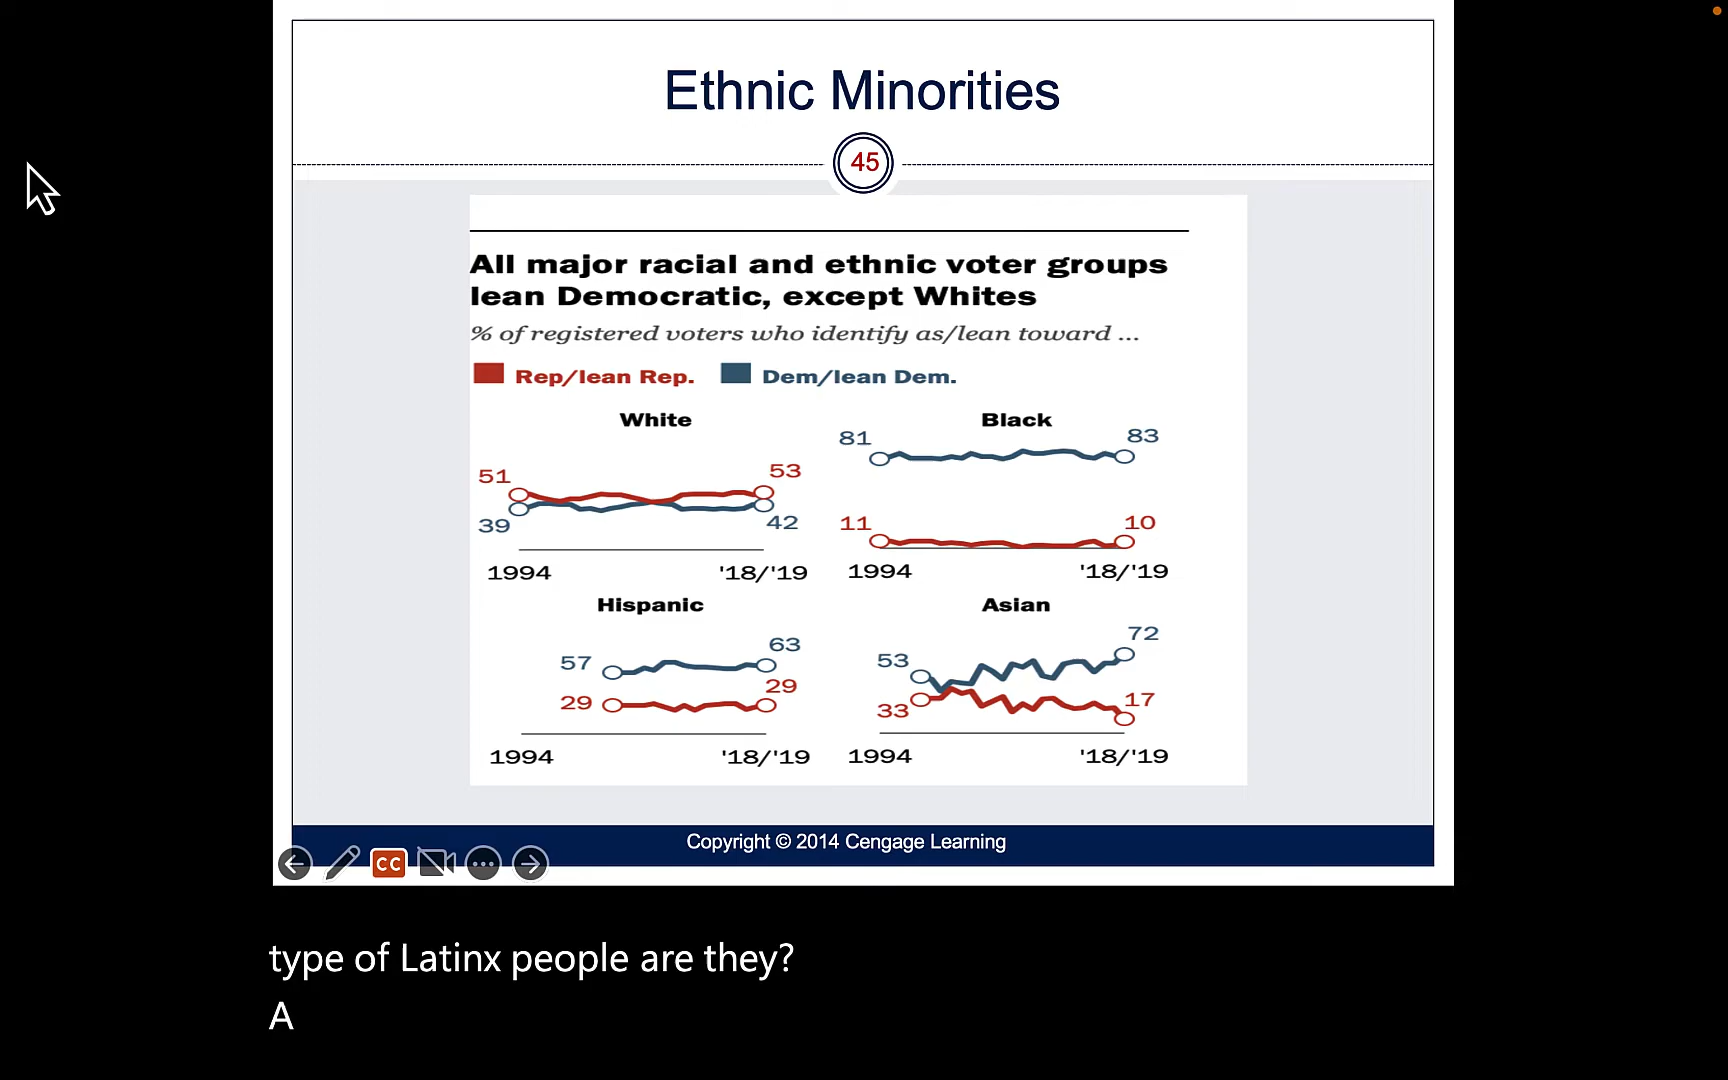 Ethnic Minorities
45
All major racial and ethnic voter groups
lean Democratic, except Whites
% of registered voters who identify as/lean toward ...
Rep/lean Rep. Dem/lean Dem.
White
51 53
39 42
1994 '18/'19
Black
81 83
11 10
1994 '18/'19
Hispanic
57 63
29 29
1994 '18/'19
Asian
53 72
33 17
1994 '18/'19
Copyright © 2014 Cengage Learning
CC
type of Latinx people are they?
A